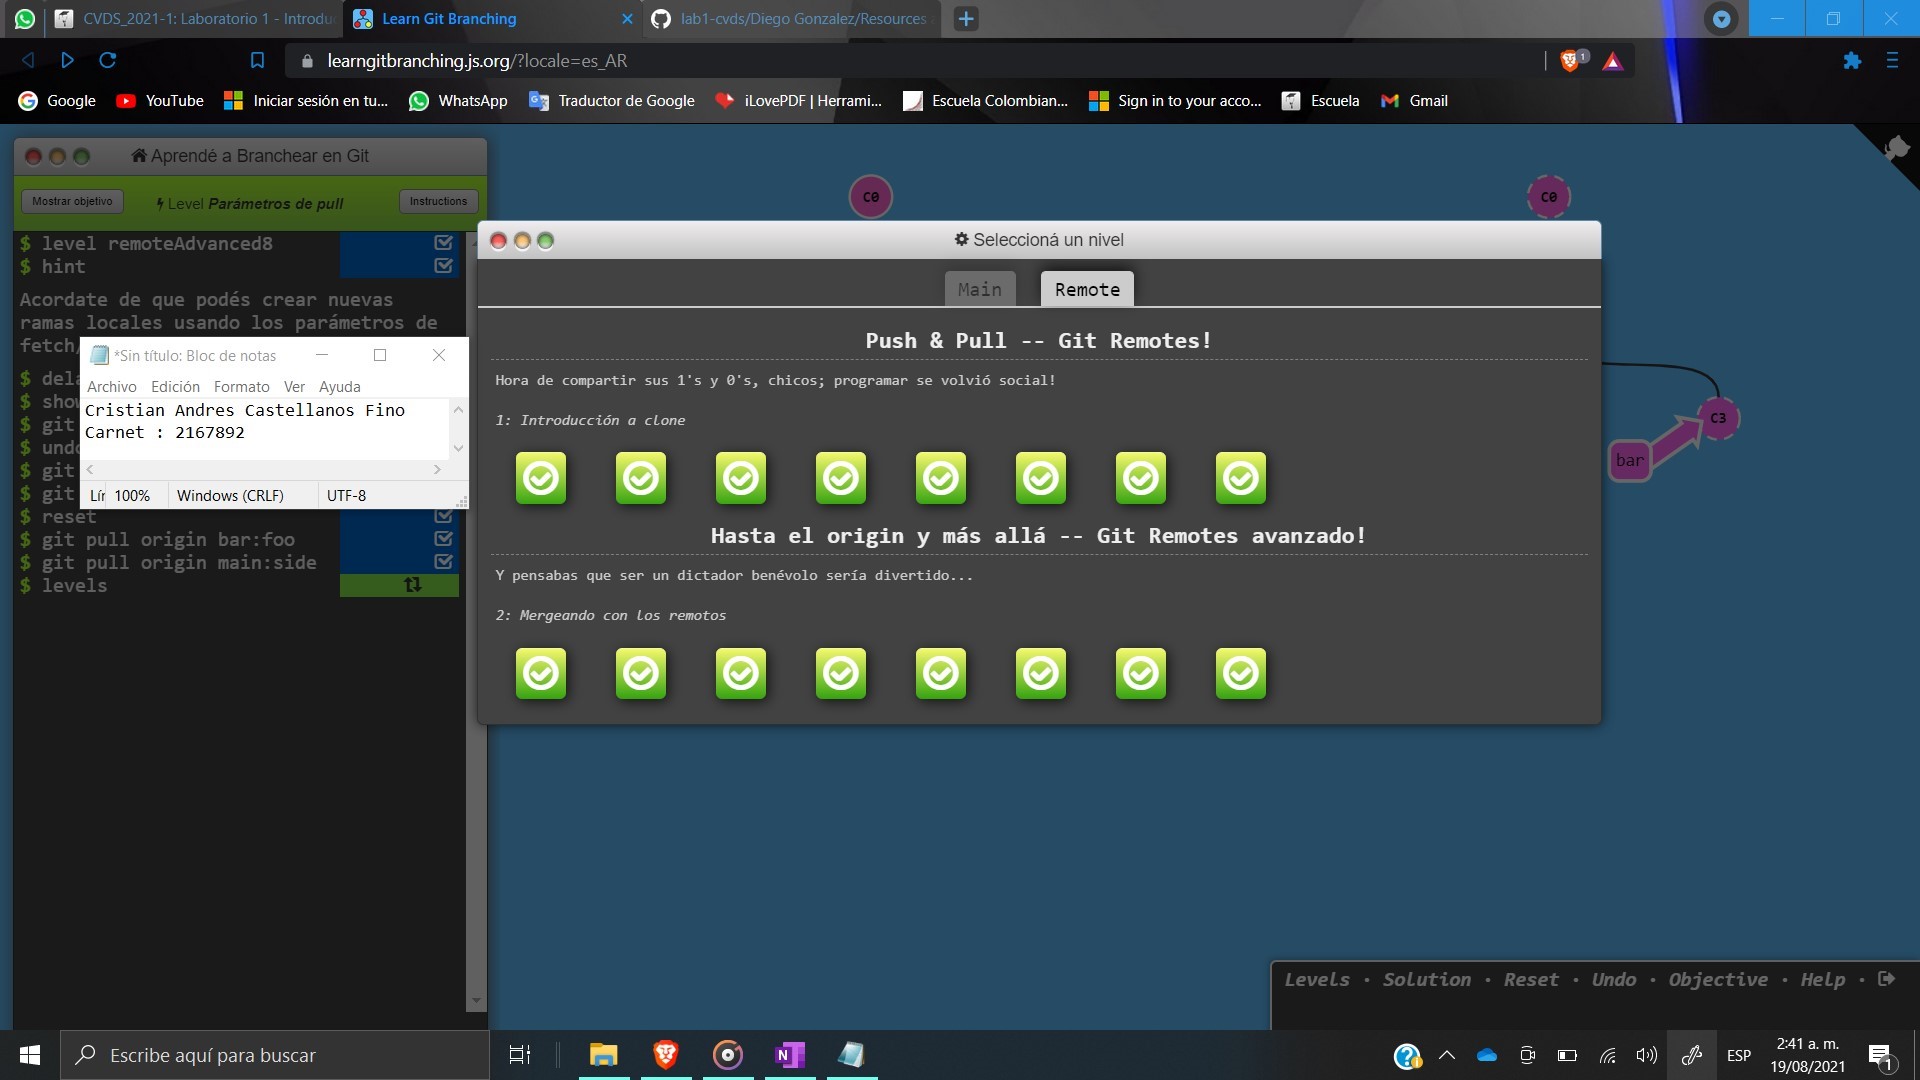 CVDS_2021-1: Laboratorio 1 - Introdu
Learn Git Branching
lab1-cvds/Diego Gonzalez/Resources
learngitbranching.js.org/?locale=es_AR
1
Google
YouTube
Iniciar sesión en tu...
WhatsApp
Traductor de Google
iLovePDF | Herrami...
Escuela Colombian...
Sign in to your acco...
Escuela
Gmail
Aprendé a Branchear en Git
Mostrar objetivo
Level Parámetros de pull
Instructions
$ level remoteAdvanced8
$ hint
Acordate de que podés crear nuevas
ramas locales usando los parámetros de
fetch/
$ dela
$ show
$ git
$ undo
$ git
$ git
$ reset
$ git pull origin bar:foo
$ git pull origin main:side
$ levels
*Sin título: Bloc de notas
Archivo Edición Formato Ver Ayuda
Cristian Andres Castellanos Fino
Carnet : 2167892
Lír 100% Windows (CRLF) UTF-8
C0
C0
C3
bar
Seleccioná un nivel
Main
Remote
Push & Pull -- Git Remotes!
Hora de compartir sus 1's y 0's, chicos; programar se volvió social!
1: Introducción a clone
Hasta el origin y más allá -- Git Remotes avanzado!
Y pensabas que ser un dictador benévolo sería divertido...
2: Mergeando con los remotos
Levels · Solution · Reset · Undo · Objective · Help ·
Escribe aquí para buscar
N
ESP
2:41 a. m.
19/08/2021
1